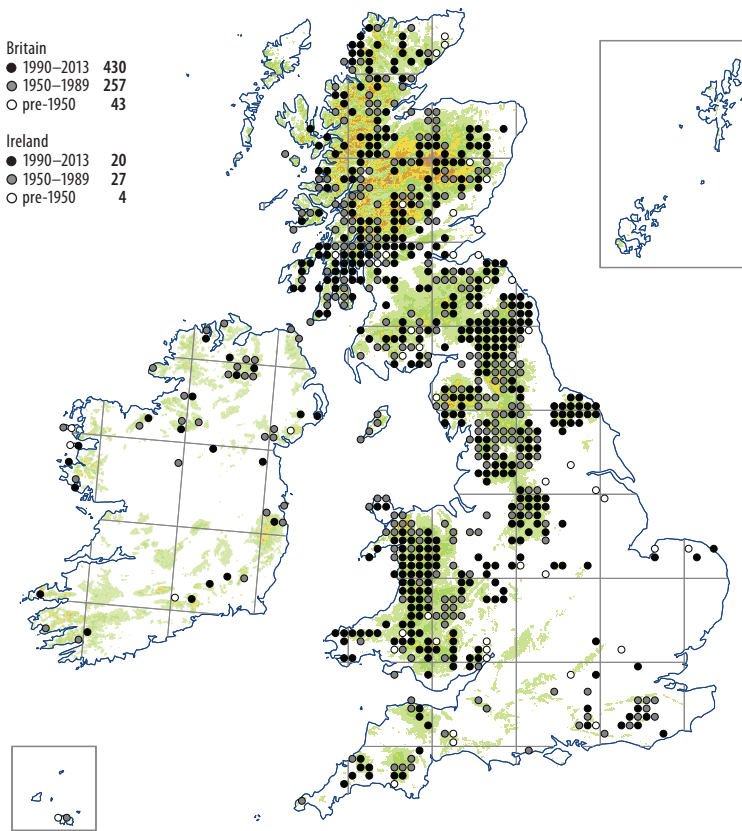 Britain
● 1990–2013 430
● 1950–1989 257
○ pre-1950 43
Ireland
● 1990–2013 20
● 1950–1989 27
○ pre-1950 4